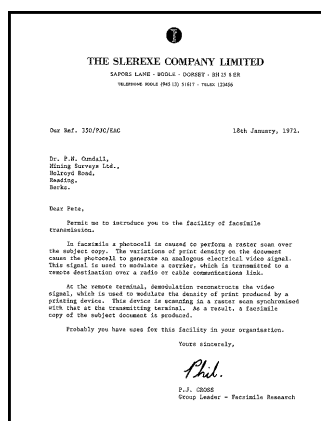 THE SLEREXE COMPANY LIMITED
SAPORS LANE - BOOLE - DORSET - BH 25 8 ER
TELEPHONE BOOLE (945 13) 51617 - TELEX 123456
Our Ref. 350/PJC/EAC
18th January, 1972.
Dr. P.N. Cundall,
Mining Surveys Ltd.,
Holroyd Road,
Reading,
Berks.
Dear Pete,
Permit me to introduce you to the facility of facsimile
transmission.
In facsimile a photocell is caused to perform a raster scan over
the subject copy. The variations of print density on the document
cause the photocell to generate an analogous electrical video signal.
This signal is used to modulate a carrier, which is transmitted to a
remote destination over a radio or cable communications link.
At the remote terminal, demodulation reconstructs the video
signal, which is used to modulate the density of print produced by a
printing device. This device is scanning in a raster scan synchronised
with that at the transmitting terminal. As a result, a facsimile
copy of the subject document is produced.
Probably you have uses for this facility in your organisation.
Yours sincerely,
Phil.
P.J. CROSS
Group Leader - Facsimile Research